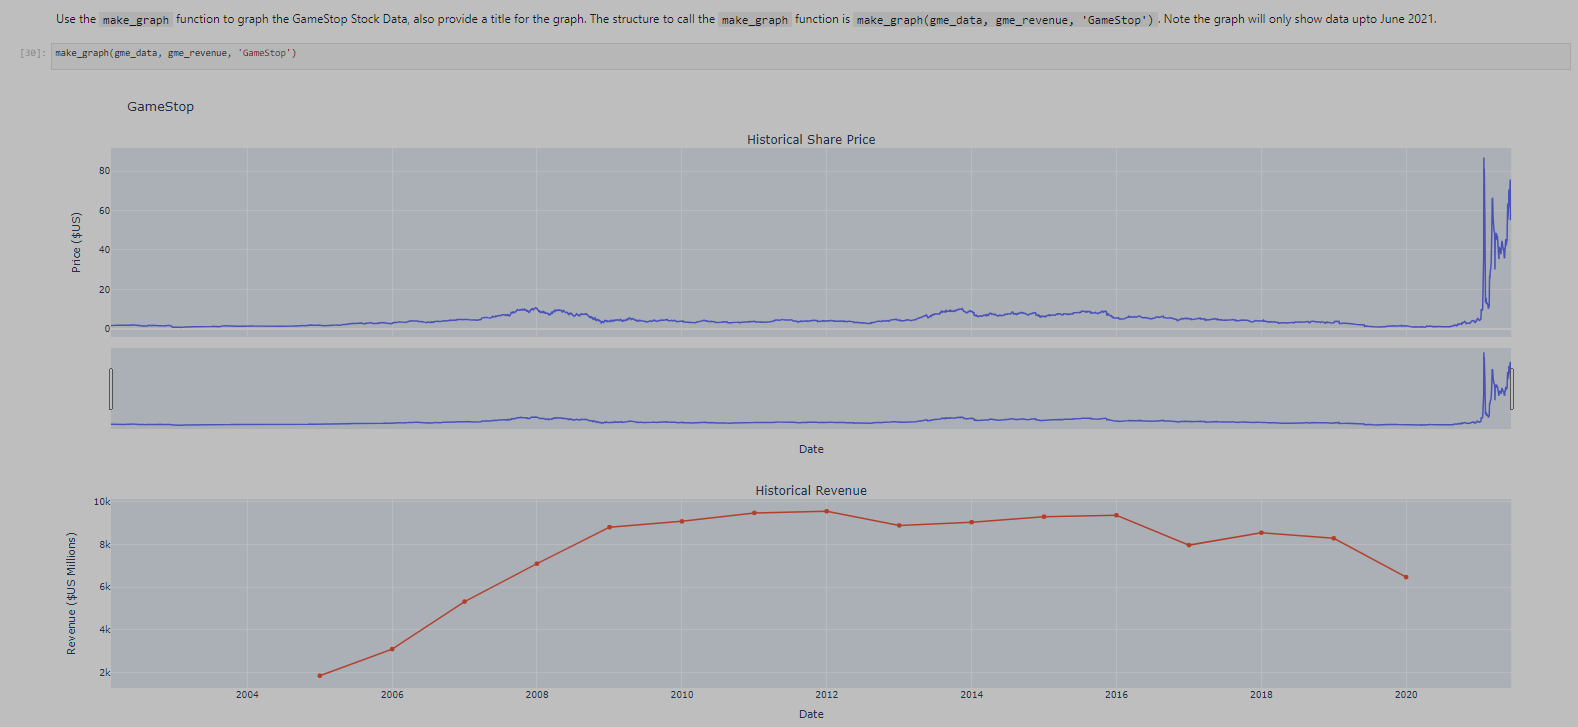 Use the make_graph function to graph the GameStop Stock Data, also provide a title for the graph. The structure to call the make_graph function is make_graph(gme_data, gme_revenue, 'GameStop'). Note the graph will only show data upto June 2021.
[30]: make_graph(gme_data, gme_revenue, 'GameStop')
GameStop
Historical Share Price
80
60
40
20
0
Price ($US)
Date
Historical Revenue
10k
8k
6k
4k
2k
Revenue ($US Millions)
2004 2006 2008 2010 2012 2014 2016 2018 2020
Date